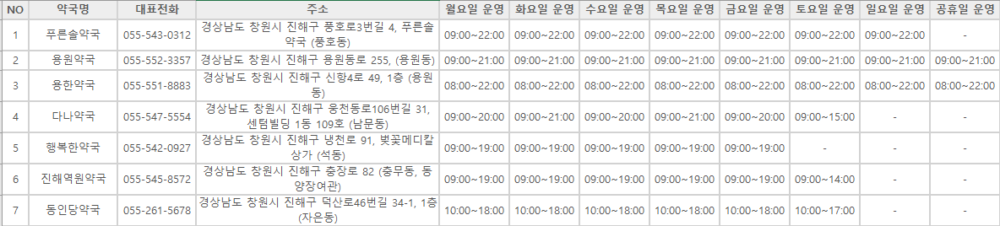 NO 약국명 대표전화 주소 월요일 운영 화요일 운영 수요일 운영 목요일 운영 금요일 운영 토요일 운영 일요일 운영 공휴일 운영
1 푸른솔약국 055-543-0312 경상남도 창원시 진해구 풍호로3번길 4, 푸른솔약국 (풍호동) 09:00~22:00 09:00~22:00 09:00~22:00 09:00~22:00 09:00~22:00 09:00~22:00 09:00~22:00 -
2 용원약국 055-552-3357 경상남도 창원시 진해구 용원동로 255, (용원동) 09:00~21:00 09:00~21:00 09:00~21:00 09:00~21:00 09:00~21:00 09:00~21:00 09:00~21:00 09:00~21:00
3 용한약국 055-551-8883 경상남도 창원시 진해구 신항4로 49, 1층 (용원동) 08:00~22:00 08:00~22:00 08:00~22:00 08:00~22:00 08:00~22:00 08:00~22:00 08:00~22:00 08:00~22:00
4 다나약국 055-547-5554 경상남도 창원시 진해구 웅천동로106번길 31, 센텀빌딩 1동 109호 (남문동) 09:00~20:00 09:00~21:00 09:00~20:00 09:00~21:00 09:00~20:00 09:00~15:00 - -
5 행복한약국 055-542-0927 경상남도 창원시 진해구 냉천로 91, 벚꽃메디칼상가 (석동) 09:00~19:00 09:00~19:00 09:00~19:00 09:00~19:00 09:00~19:00 - - -
6 진해역원약국 055-545-8572 경상남도 창원시 진해구 충장로 82 (충무동, 동양장여관) 09:00~19:00 09:00~19:00 09:00~19:00 09:00~19:00 09:00~19:00 09:00~14:00 - -
7 동인당약국 055-261-5678 경상남도 창원시 진해구 덕산로46번길 34-1, 1층 (자은동) 10:00~18:00 10:00~18:00 10:00~18:00 10:00~18:00 10:00~18:00 10:00~17:00 - -